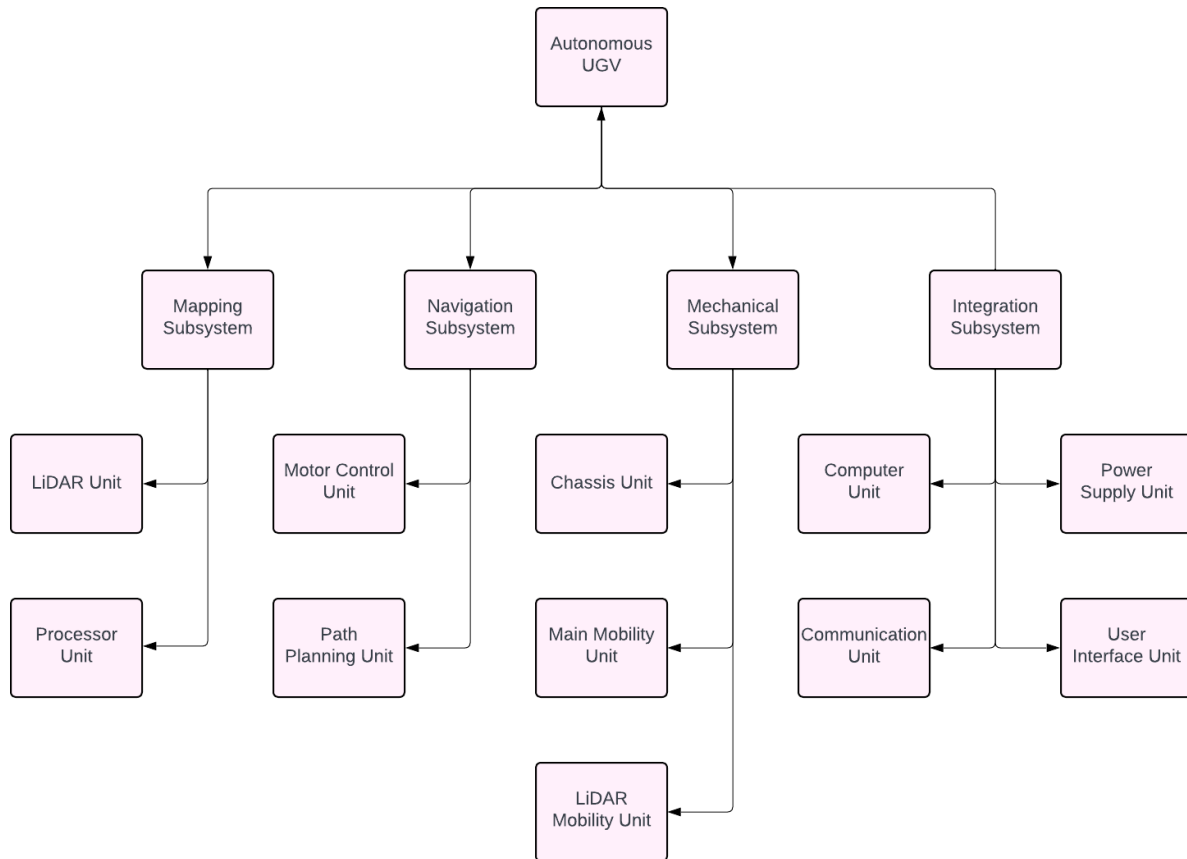 Autonomous
UGV
Mapping
Subsystem
Navigation
Subsystem
Mechanical
Subsystem
Integration
Subsystem
LiDAR Unit
Motor Control
Unit
Chassis Unit
Computer
Unit
Power
Supply Unit
Processor
Unit
Path
Planning Unit
Main Mobility
Unit
Communication
Unit
User
Interface Unit
LiDAR
Mobility Unit